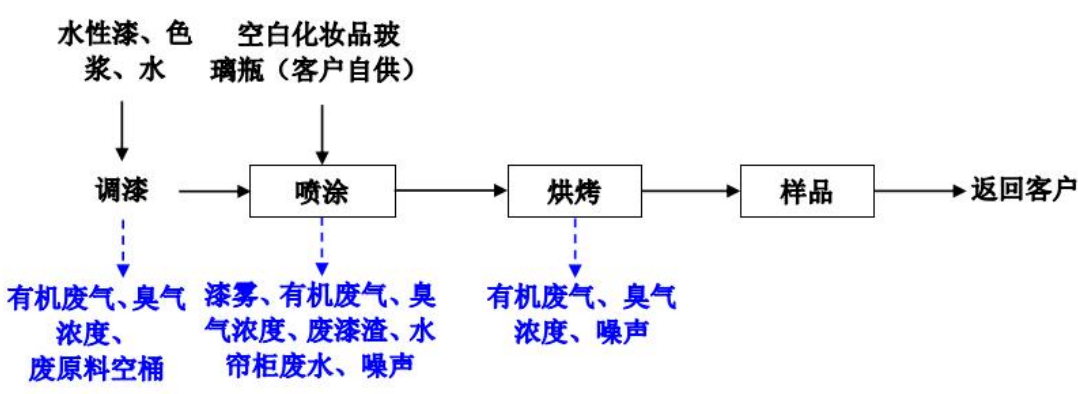 水性漆、色
浆、水
空白化妆品玻
璃瓶（客户自供）
调漆
喷涂
烘烤
样品
返回客户
有机废气、臭气
浓度、
废原料空桶
漆雾、有机废气、臭
气浓度、废漆渣、水
帘柜废水、噪声
有机废气、臭气
浓度、噪声